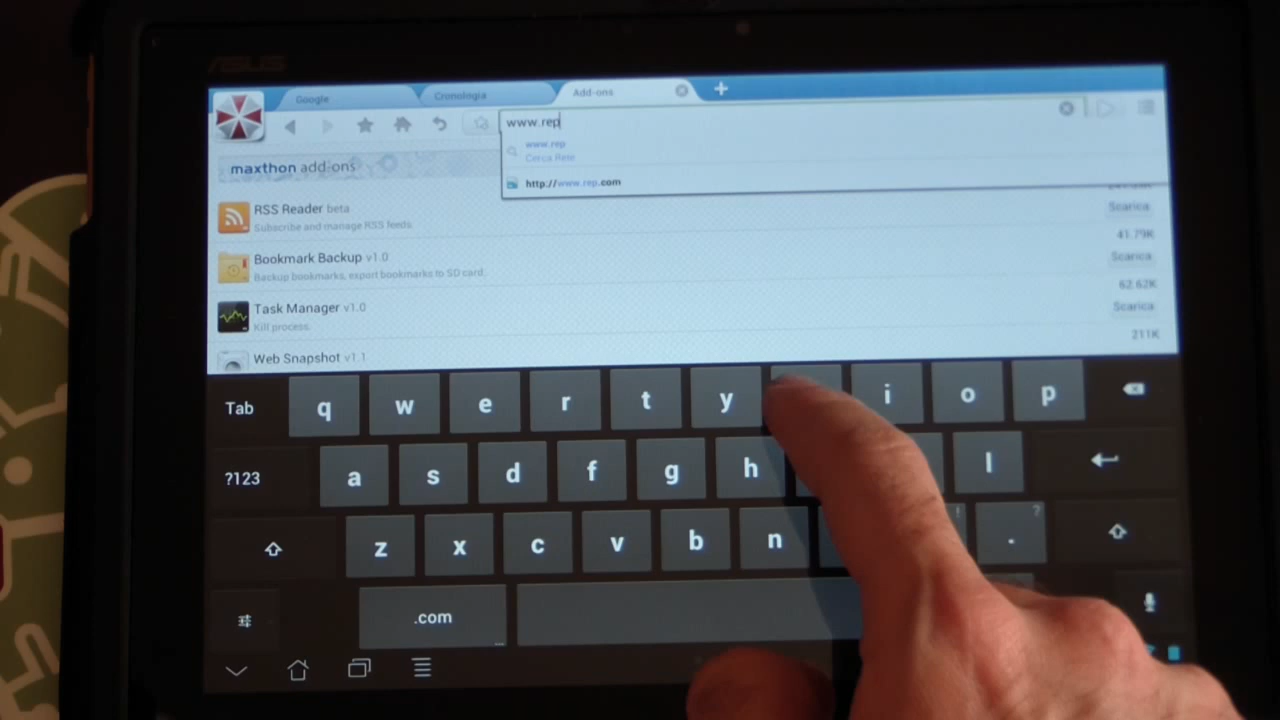 ASUS
Google
Cronologia
Add-ons
www.rep
www.rep
Cerca Rete
http://www.rep.com
maxthon add-ons
RSS Reader beta
Subscribe and manage RSS feeds.
Scarica
41.79K
Bookmark Backup v1.0
Backup bookmarks, export bookmarks to SD card.
Scarica
62.62K
Task Manager v1.0
Kill process.
Scarica
211K
Web Snapshot v1.1
Tab q w e r t y i o p
?123 a s d f g h l
z x c v b n ! . ?
.com ...